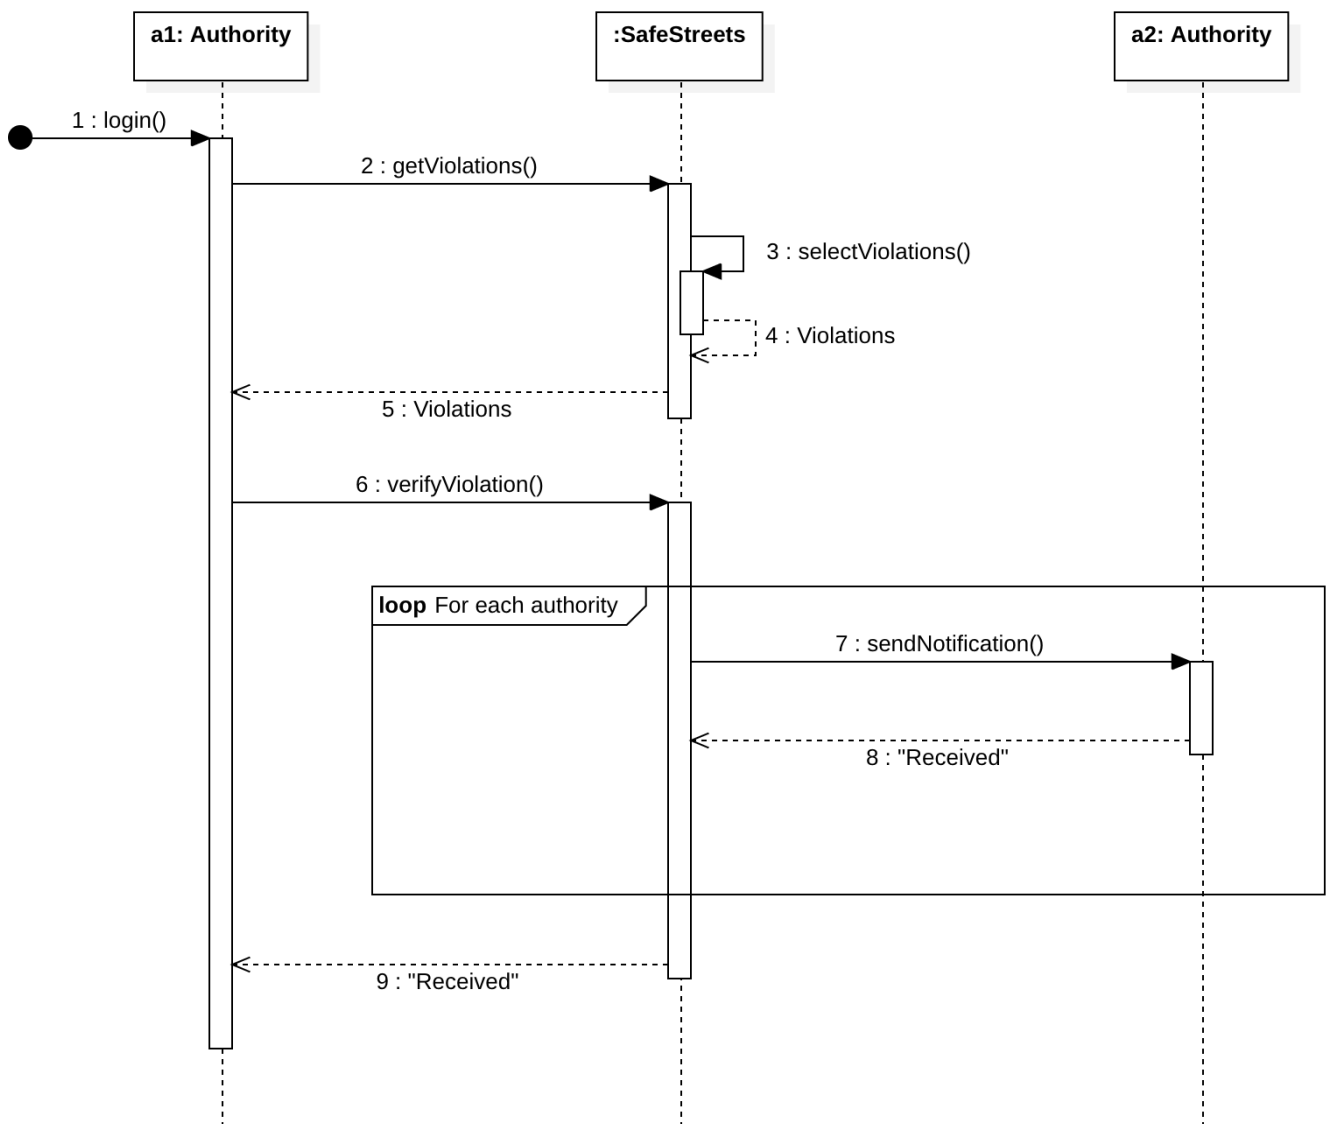 a1: Authority
:SafeStreets
a2: Authority
1 : login()
2 : getViolations()
3 : selectViolations()
4 : Violations
5 : Violations
6 : verifyViolation()
loop For each authority
7 : sendNotification()
8 : "Received"
9 : "Received"